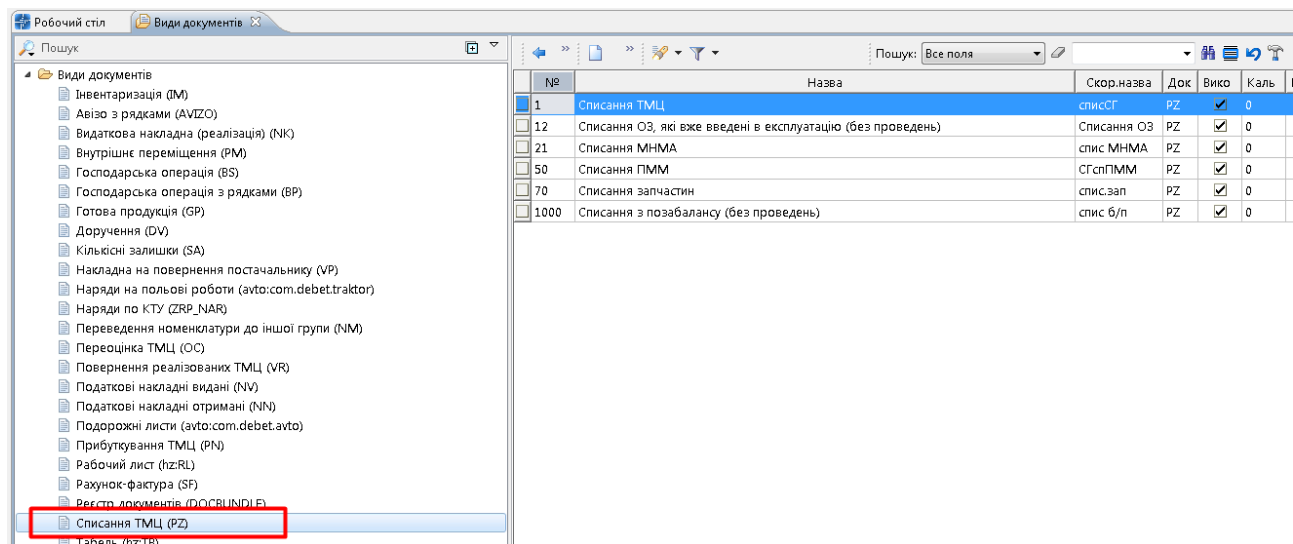 Робочий стіл Види документів
Пошук
Пошук: Все поля
Види документів
Інвентаризація (IM)
Авізо з рядками (AVIZO)
Видаткова накладна (реалізація) (NK)
Внутрішнє переміщення (PM)
Господарська операція (BS)
Господарська операція з рядками (BP)
Готова продукція (GP)
Доручення (DV)
Кількісні залишки (SA)
Накладна на повернення постачальнику (VP)
Наряди на польові роботи (avto:com.debet.traktor)
Наряди по КТУ (ZRP_NAR)
Переведення номенклатури до іншої групи (NM)
Переоцінка ТМЦ (OC)
Повернення реалізованих ТМЦ (VR)
Податкові накладні видані (NV)
Податкові накладні отримані (NN)
Подорожні листи (avto:com.debet.avto)
Прибуткування ТМЦ (PN)
Рабочий лист (hz:RL)
Рахунок-фактура (SF)
Реєстр документів (DOCBUNDLE)
Списання ТМЦ (PZ)
Табель (hz:TB)
№ Назва Скор.назва Док Вико Каль
1 Списання ТМЦ списСГ PZ 0
12 Списання ОЗ, які вже введені в експлуатацію (без проведень) Списання ОЗ PZ 0
21 Списання МНМА спис МНМА PZ 0
50 Списання ПММ СГспПММ PZ 0
70 Списання запчастин спис.зап PZ 0
1000 Списання з позабалансу (без проведень) спис б/п PZ 0